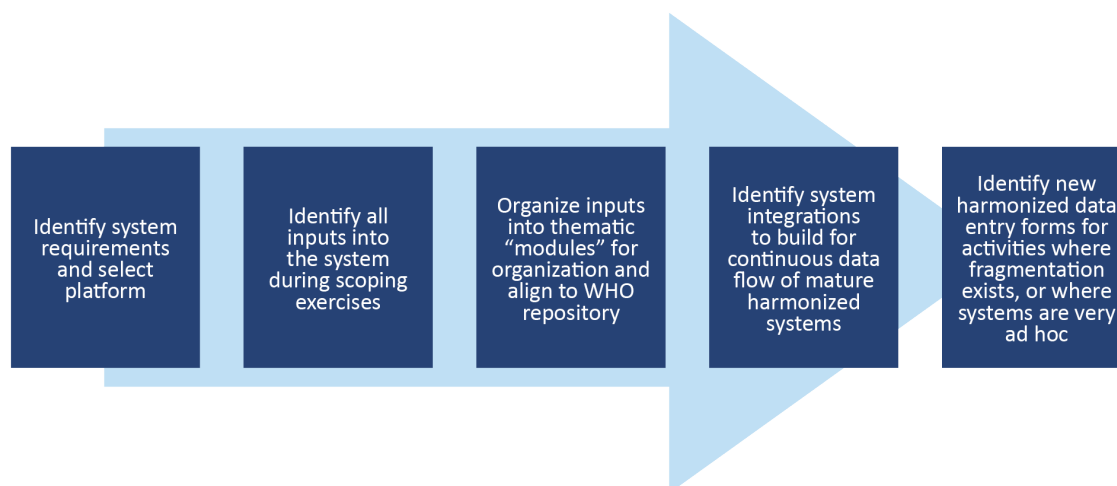 Identify system
requirements
and select
platform
Identify all
inputs into
the system
during scoping
exercises
Organize inputs
into thematic
“modules” for
organization and
align to WHO
repository
Identify system
integrations
to build for
continuous data
flow of mature
harmonized
systems
Identify new
harmonized data
entry forms for
activities where
fragmentation
exists, or where
systems are very
ad hoc